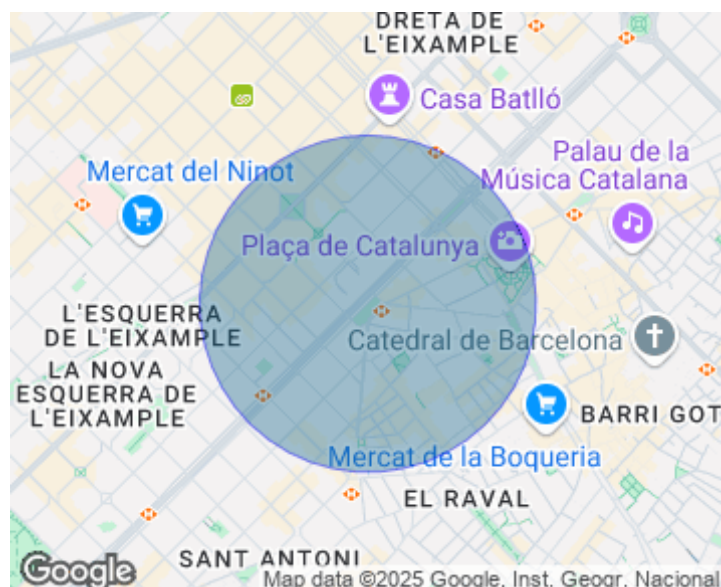 DRETA DE
L'EIXAMPLE
Casa Batlló
Mercat del Ninot
Palau de la
Música Catalana
Plaça de Catalunya
L'ESQUERRA
DE L'EIXAMPLE
Catedral de Barcelona
LA NOVA
ESQUERRA DE
L'EIXAMPLE
BARRI GOT
Mercat de la Boqueria
EL RAVAL
SANT ANTONI
Google
Map data ©2025 Google, Inst. Geogr. Nacional